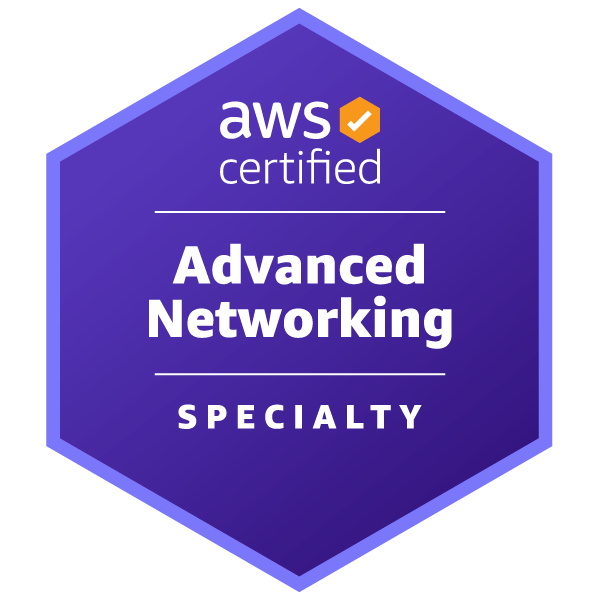 aws
certified
Advanced
Networking
SPECIALTY